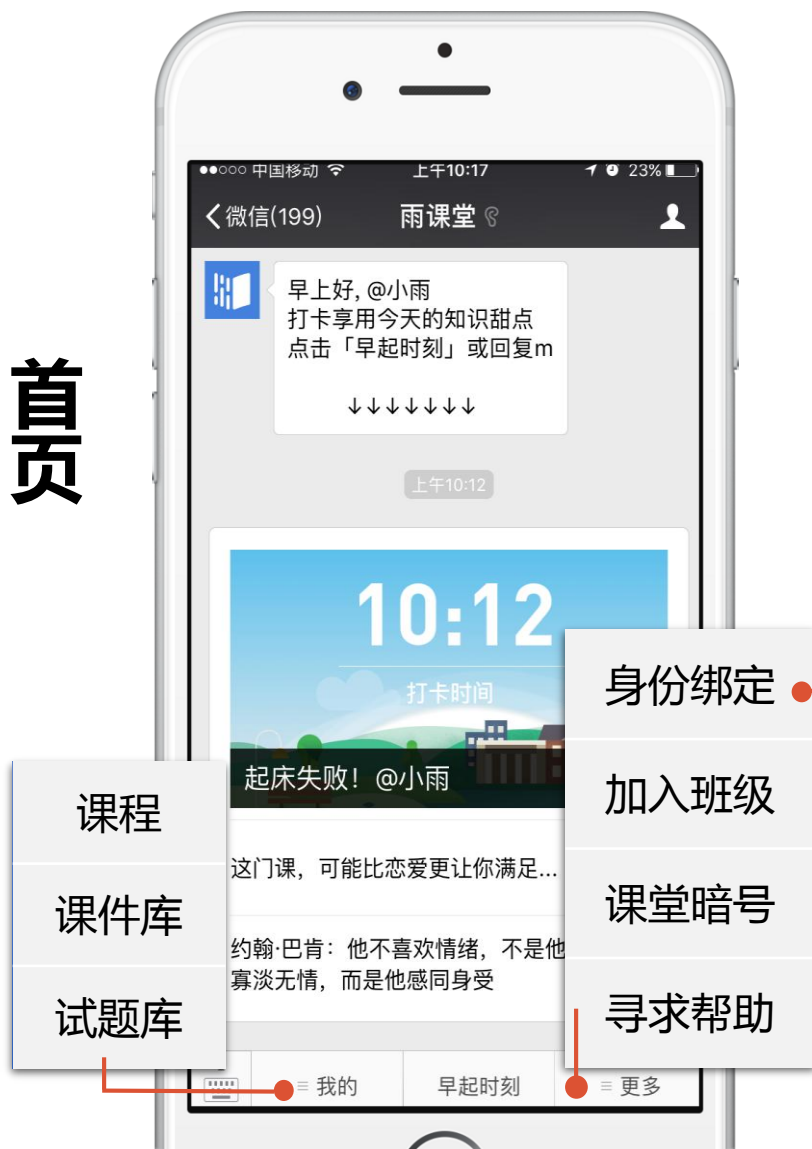 首页
中国移动
上午10:17
23%
微信(199)
雨课堂
早上好, @小雨
打卡享用今天的知识甜点
点击「早起时刻」或回复m
↓↓↓↓↓↓↓
上午10:12
10:12
打卡时间
起床失败！@小雨
这门课，可能比恋爱更让你满足...
约翰·巴肯：他不喜欢情绪，不是他
寡淡无情，而是他感同身受
课程
课件库
试题库
身份绑定
加入班级
课堂暗号
寻求帮助
我的
早起时刻
更多